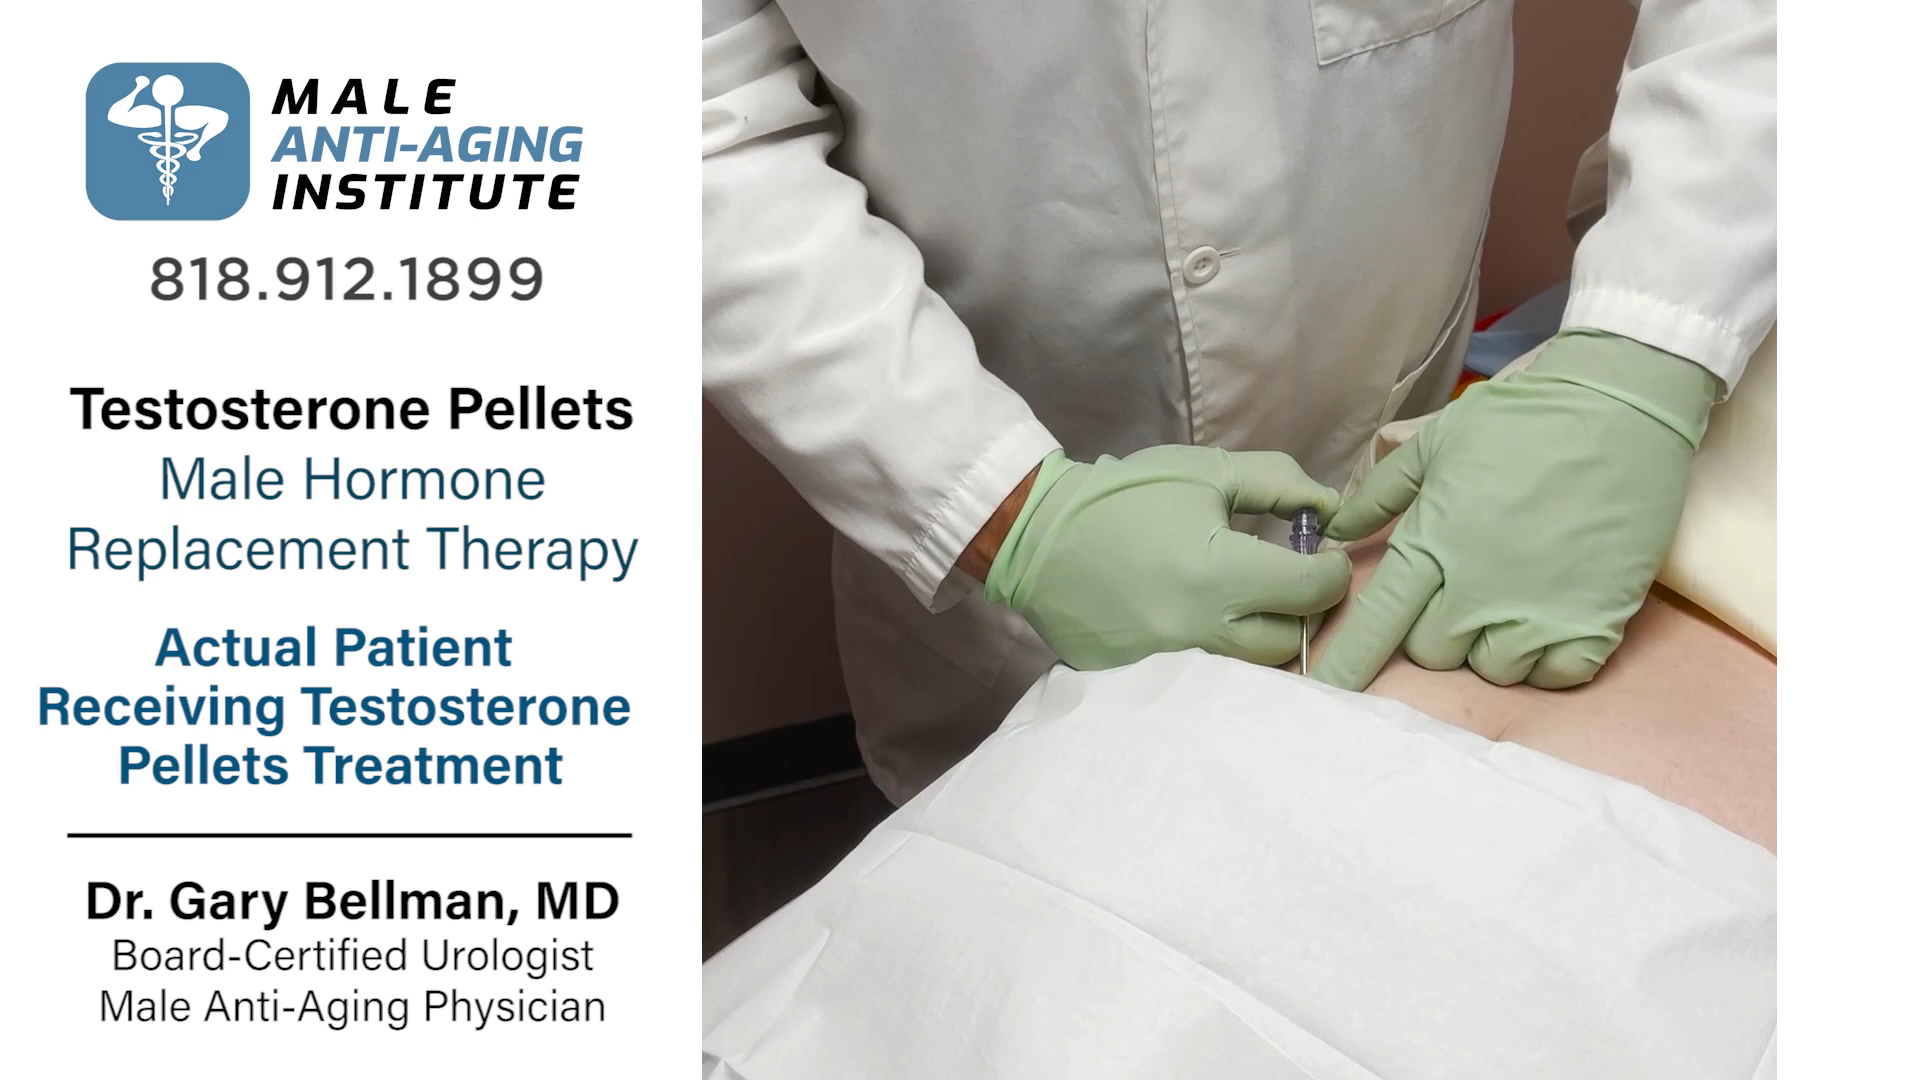 MALE
ANTI-AGING
INSTITUTE
818.912.1899
Testosterone Pellets
Male Hormone
Replacement Therapy
Actual Patient
Receiving Testosterone
Pellets Treatment
Dr. Gary Bellman, MD
Board-Certified Urologist
Male Anti-Aging Physician